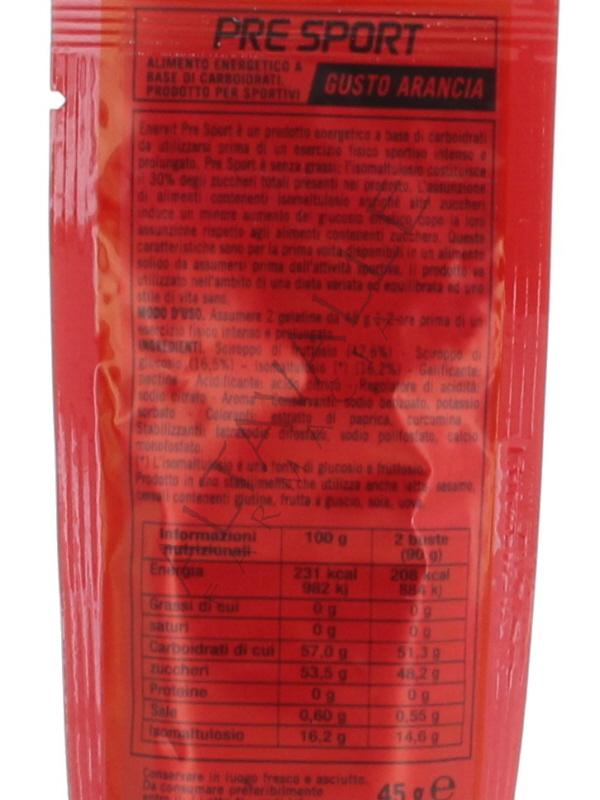 PRE SPORT
ALIMENTO ENERGETICO A
BASE DI CARBOIDRATI.
PRODOTTO PER SPORTIVI
GUSTO ARANCIA
Enervit Pre Sport è un prodotto energetico a base di carboidrati
da utilizzarsi prima di un esercizio fisico sportivo intenso e
prolungato. Pre Sport è senza grassi; l'isomaltulosio costituisce
il 30% degli zuccheri totali presenti nel prodotto. L'assunzione
di alimenti contenenti isomaltulosio anziché altri zuccheri
induce un minore aumento del glucosio ematico dopo la loro
assunzione rispetto agli alimenti contenenti zucchero. Queste
caratteristiche sono per la prima volta disponibili in un alimento
solido da assumersi prima dell'attività sportiva. Il prodotto va
utilizzato nell'ambito di una dieta variata ed equilibrata ed uno
stile di vita sano.
MODO D'USO. Assumere 2 gelatine da 45 g 1-2 ore prima di un
esercizio fisico intenso e prolungato.
INGREDIENTI. Sciroppo di fruttosio (42,6%) - Sciroppo di
glucosio (16,5%) - Isomaltulosio (*) (16,2%) - Gelificante:
pectine - Acidificante: acido citrico - Regolatore di acidità:
sodio citrato - Aroma - Conservanti: sodio benzoato, potassio
sorbato - Coloranti: estratto di paprica, curcumina -
Stabilizzanti: tetrasodio difosfato, sodio polifosfato, calcio
monofosfato.
(*) L'isomaltulosio è una fonte di glucosio e fruttosio.
Prodotto in uno stabilimento che utilizza anche latte, sesamo,
cereali contenenti glutine, frutta a guscio, soia, uova.
Informazioni nutrizionali 100 g 2 buste (90 g)
Energia 231 kcal 208 kcal
982 kj 884 kj
Grassi di cui 0 g 0 g
saturi 0 g 0 g
Carboidrati di cui 57,0 g 51,3 g
zuccheri 53,5 g 48,2 g
Proteine 0 g 0 g
Sale 0,60 g 0,55 g
Isomaltulosio 16,2 g 14,6 g
Conservare in luogo fresco e asciutto.
Da consumare preferibilmente
45 g ℮